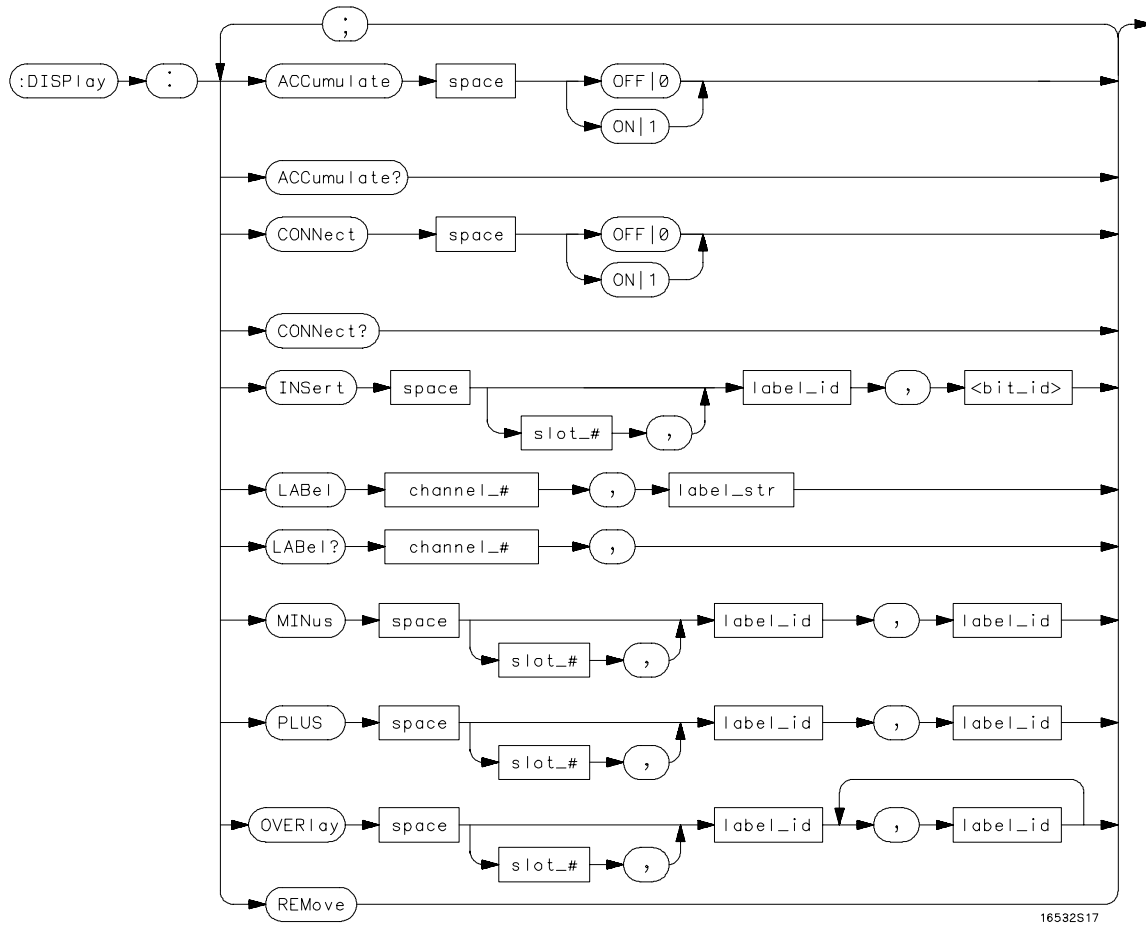 ;
:DISPlay : ACCumulate space OFF|0
ON|1
ACCumulate?
CONNect space OFF|0
ON|1
CONNect?
INSert space label_id , <bit_id>
slot_# ,
LABel channel_# , label_str
LABel? channel_# ,
MINus space label_id , label_id
slot_# ,
PLUS space label_id , label_id
slot_# ,
OVERlay space label_id , label_id
slot_# ,
REMove
16532S17